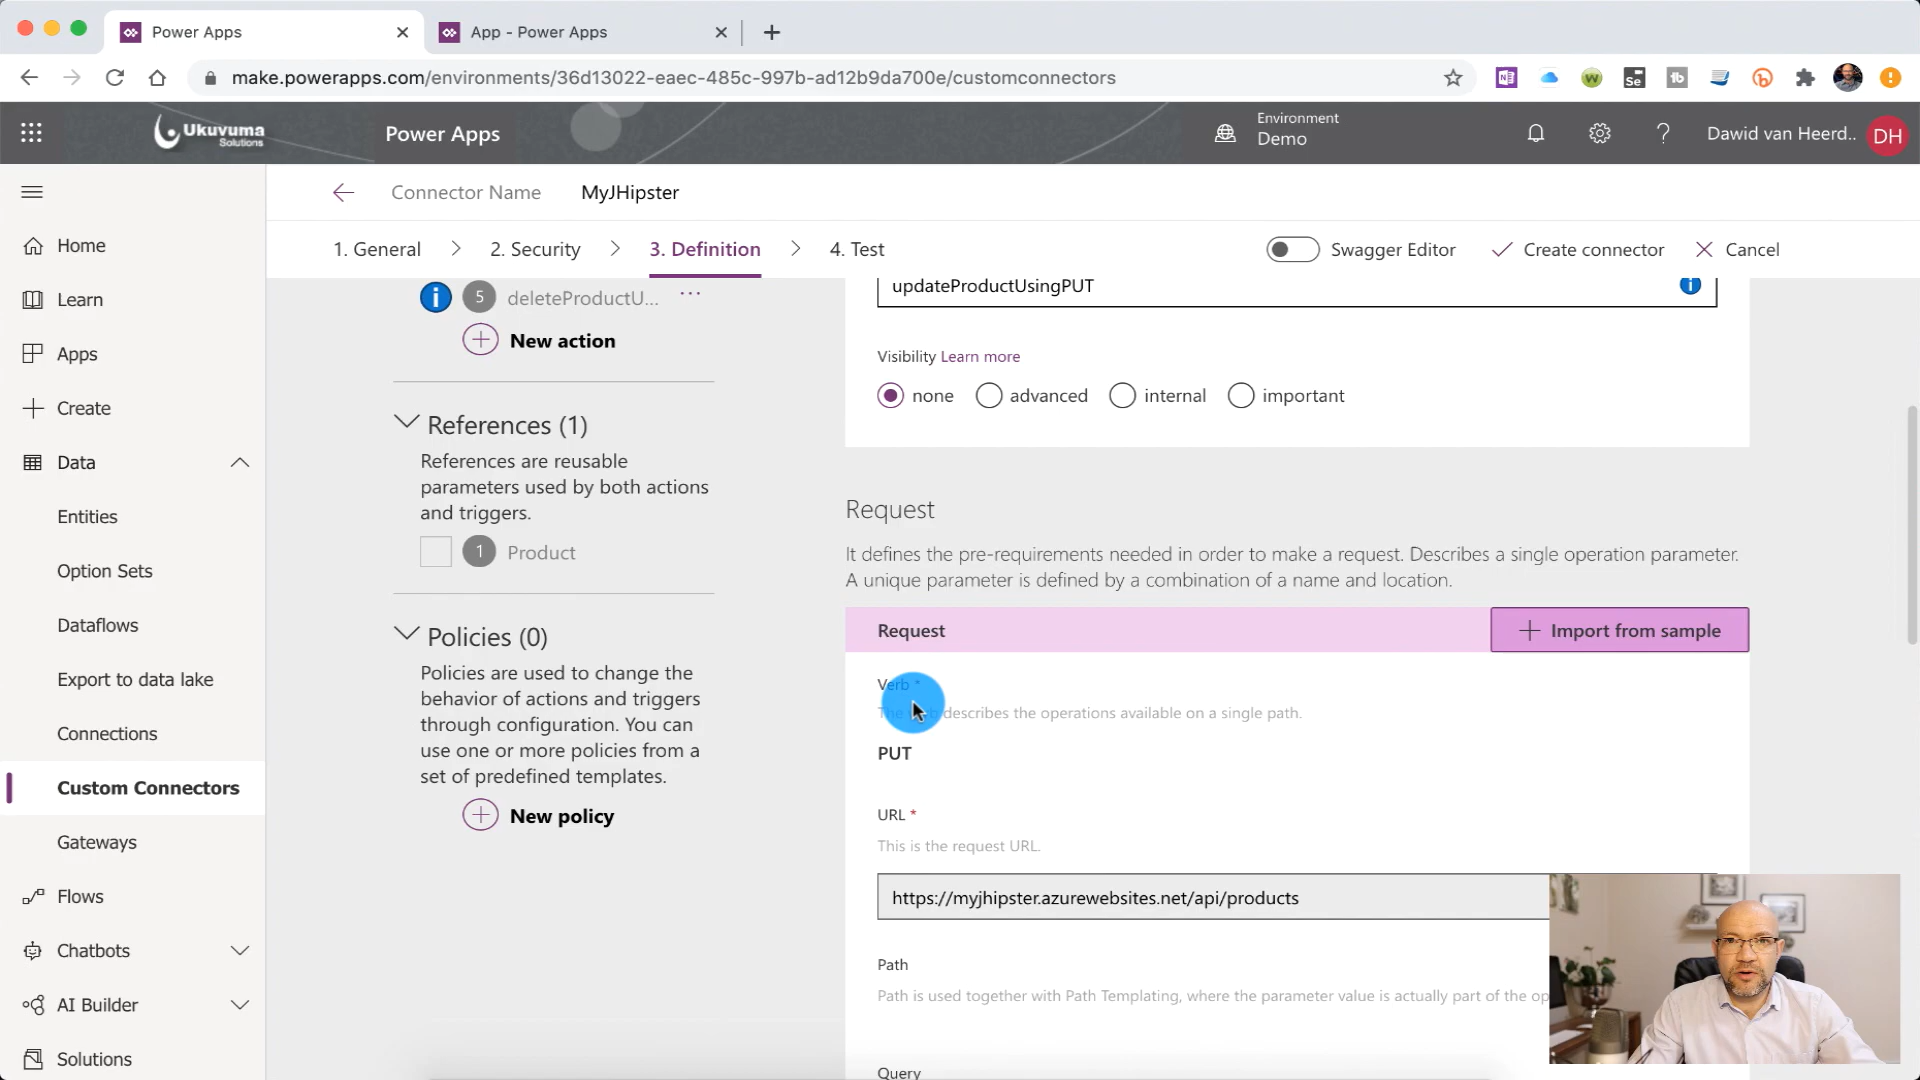 Power Apps
App - Power Apps
make.powerapps.com/environments/36d13022-eaec-485c-997b-ad12b9da700e/customconnectors
Ukuvuma
Solutions
Power Apps
Environment
Demo
Dawid van Heerd..
DH
Connector Name
MyJHipster
1. General
2. Security
3. Definition
4. Test
Swagger Editor
Create connector
Cancel
Home
Learn
Apps
Create
Data
Entities
Option Sets
Dataflows
Export to data lake
Connections
Custom Connectors
Gateways
Flows
Chatbots
AI Builder
Solutions
5
deleteProductU...
New action
References (1)
References are reusable
parameters used by both actions
and triggers.
1
Product
Policies (0)
Policies are used to change the
behavior of actions and triggers
through configuration. You can
use one or more policies from a
set of predefined templates.
New policy
updateProductUsingPUT
Visibility Learn more
none
advanced
internal
important
Request
It defines the pre-requirements needed in order to make a request. Describes a single operation parameter.
A unique parameter is defined by a combination of a name and location.
Request
Import from sample
Verb *
The verb describes the operations available on a single path.
PUT
URL *
This is the request URL.
https://myjhipster.azurewebsites.net/api/products
Path
Path is used together with Path Templating, where the parameter value is actually part of the op
Query